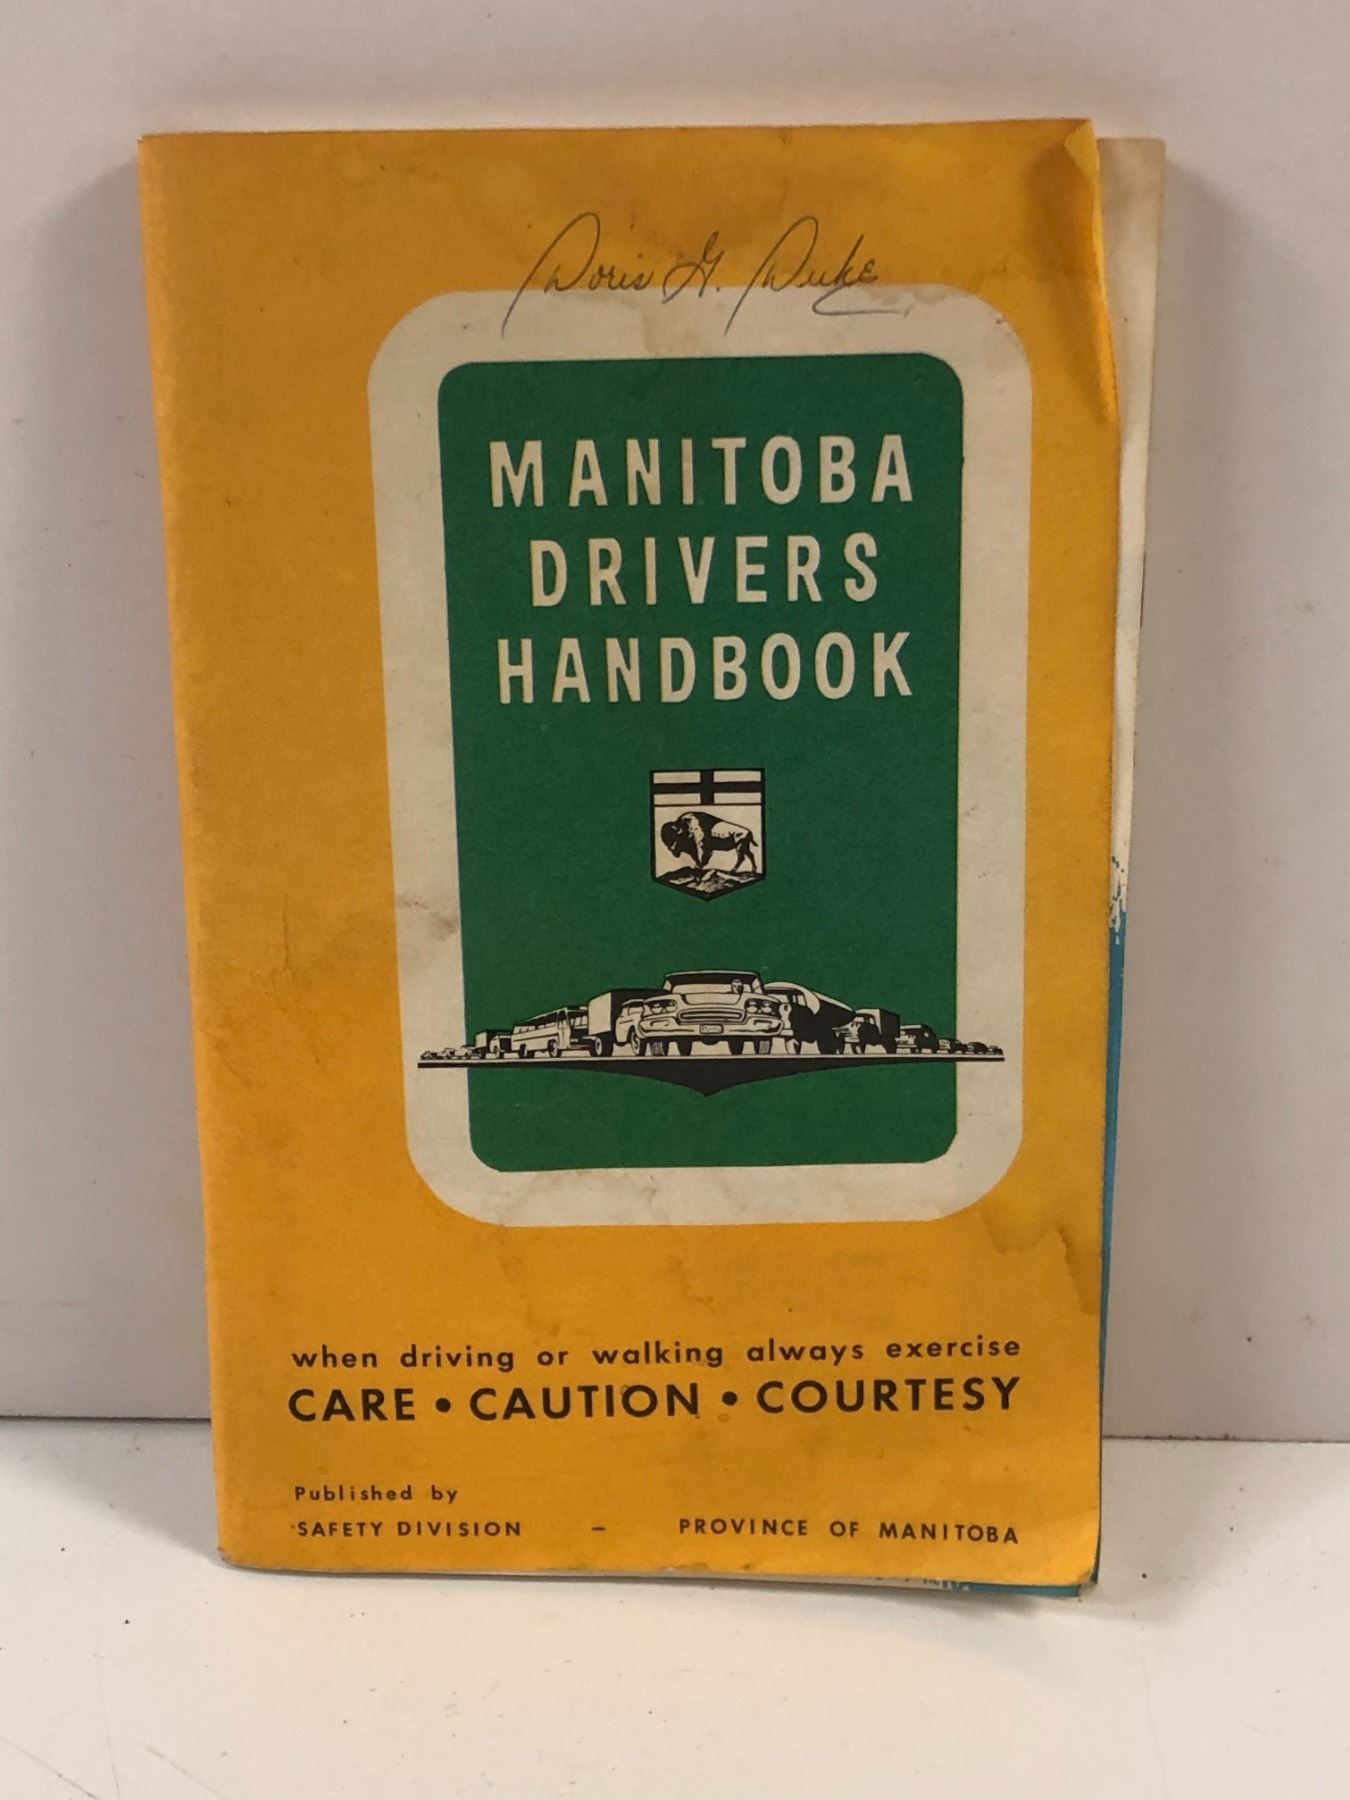 Doris G. Duke
MANITOBA
DRIVERS
HANDBOOK
when driving or walking always exercise
CARE • CAUTION • COURTESY
Published by
SAFETY DIVISION – PROVINCE OF MANITOBA